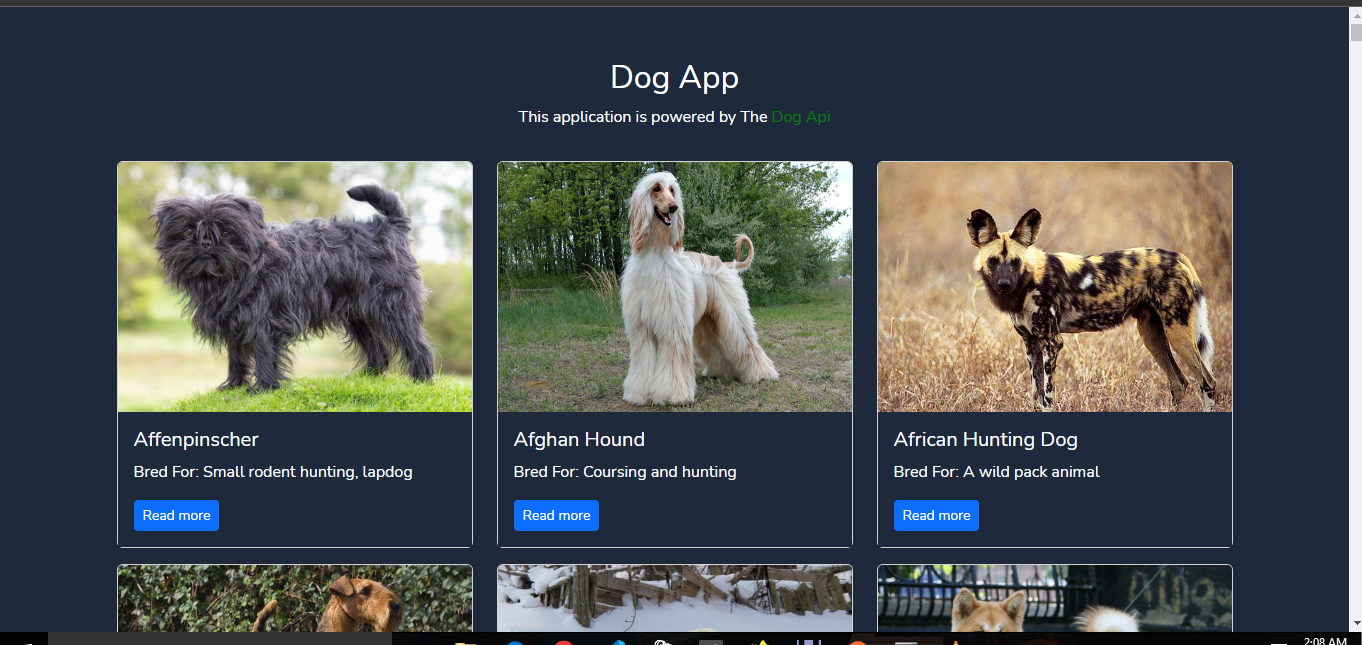 Dog App
This application is powered by The Dog Api
Affenpinscher
Bred For: Small rodent hunting, lapdog
Read more
Afghan Hound
Bred For: Coursing and hunting
Read more
African Hunting Dog
Bred For: A wild pack animal
Read more
2:08 AM